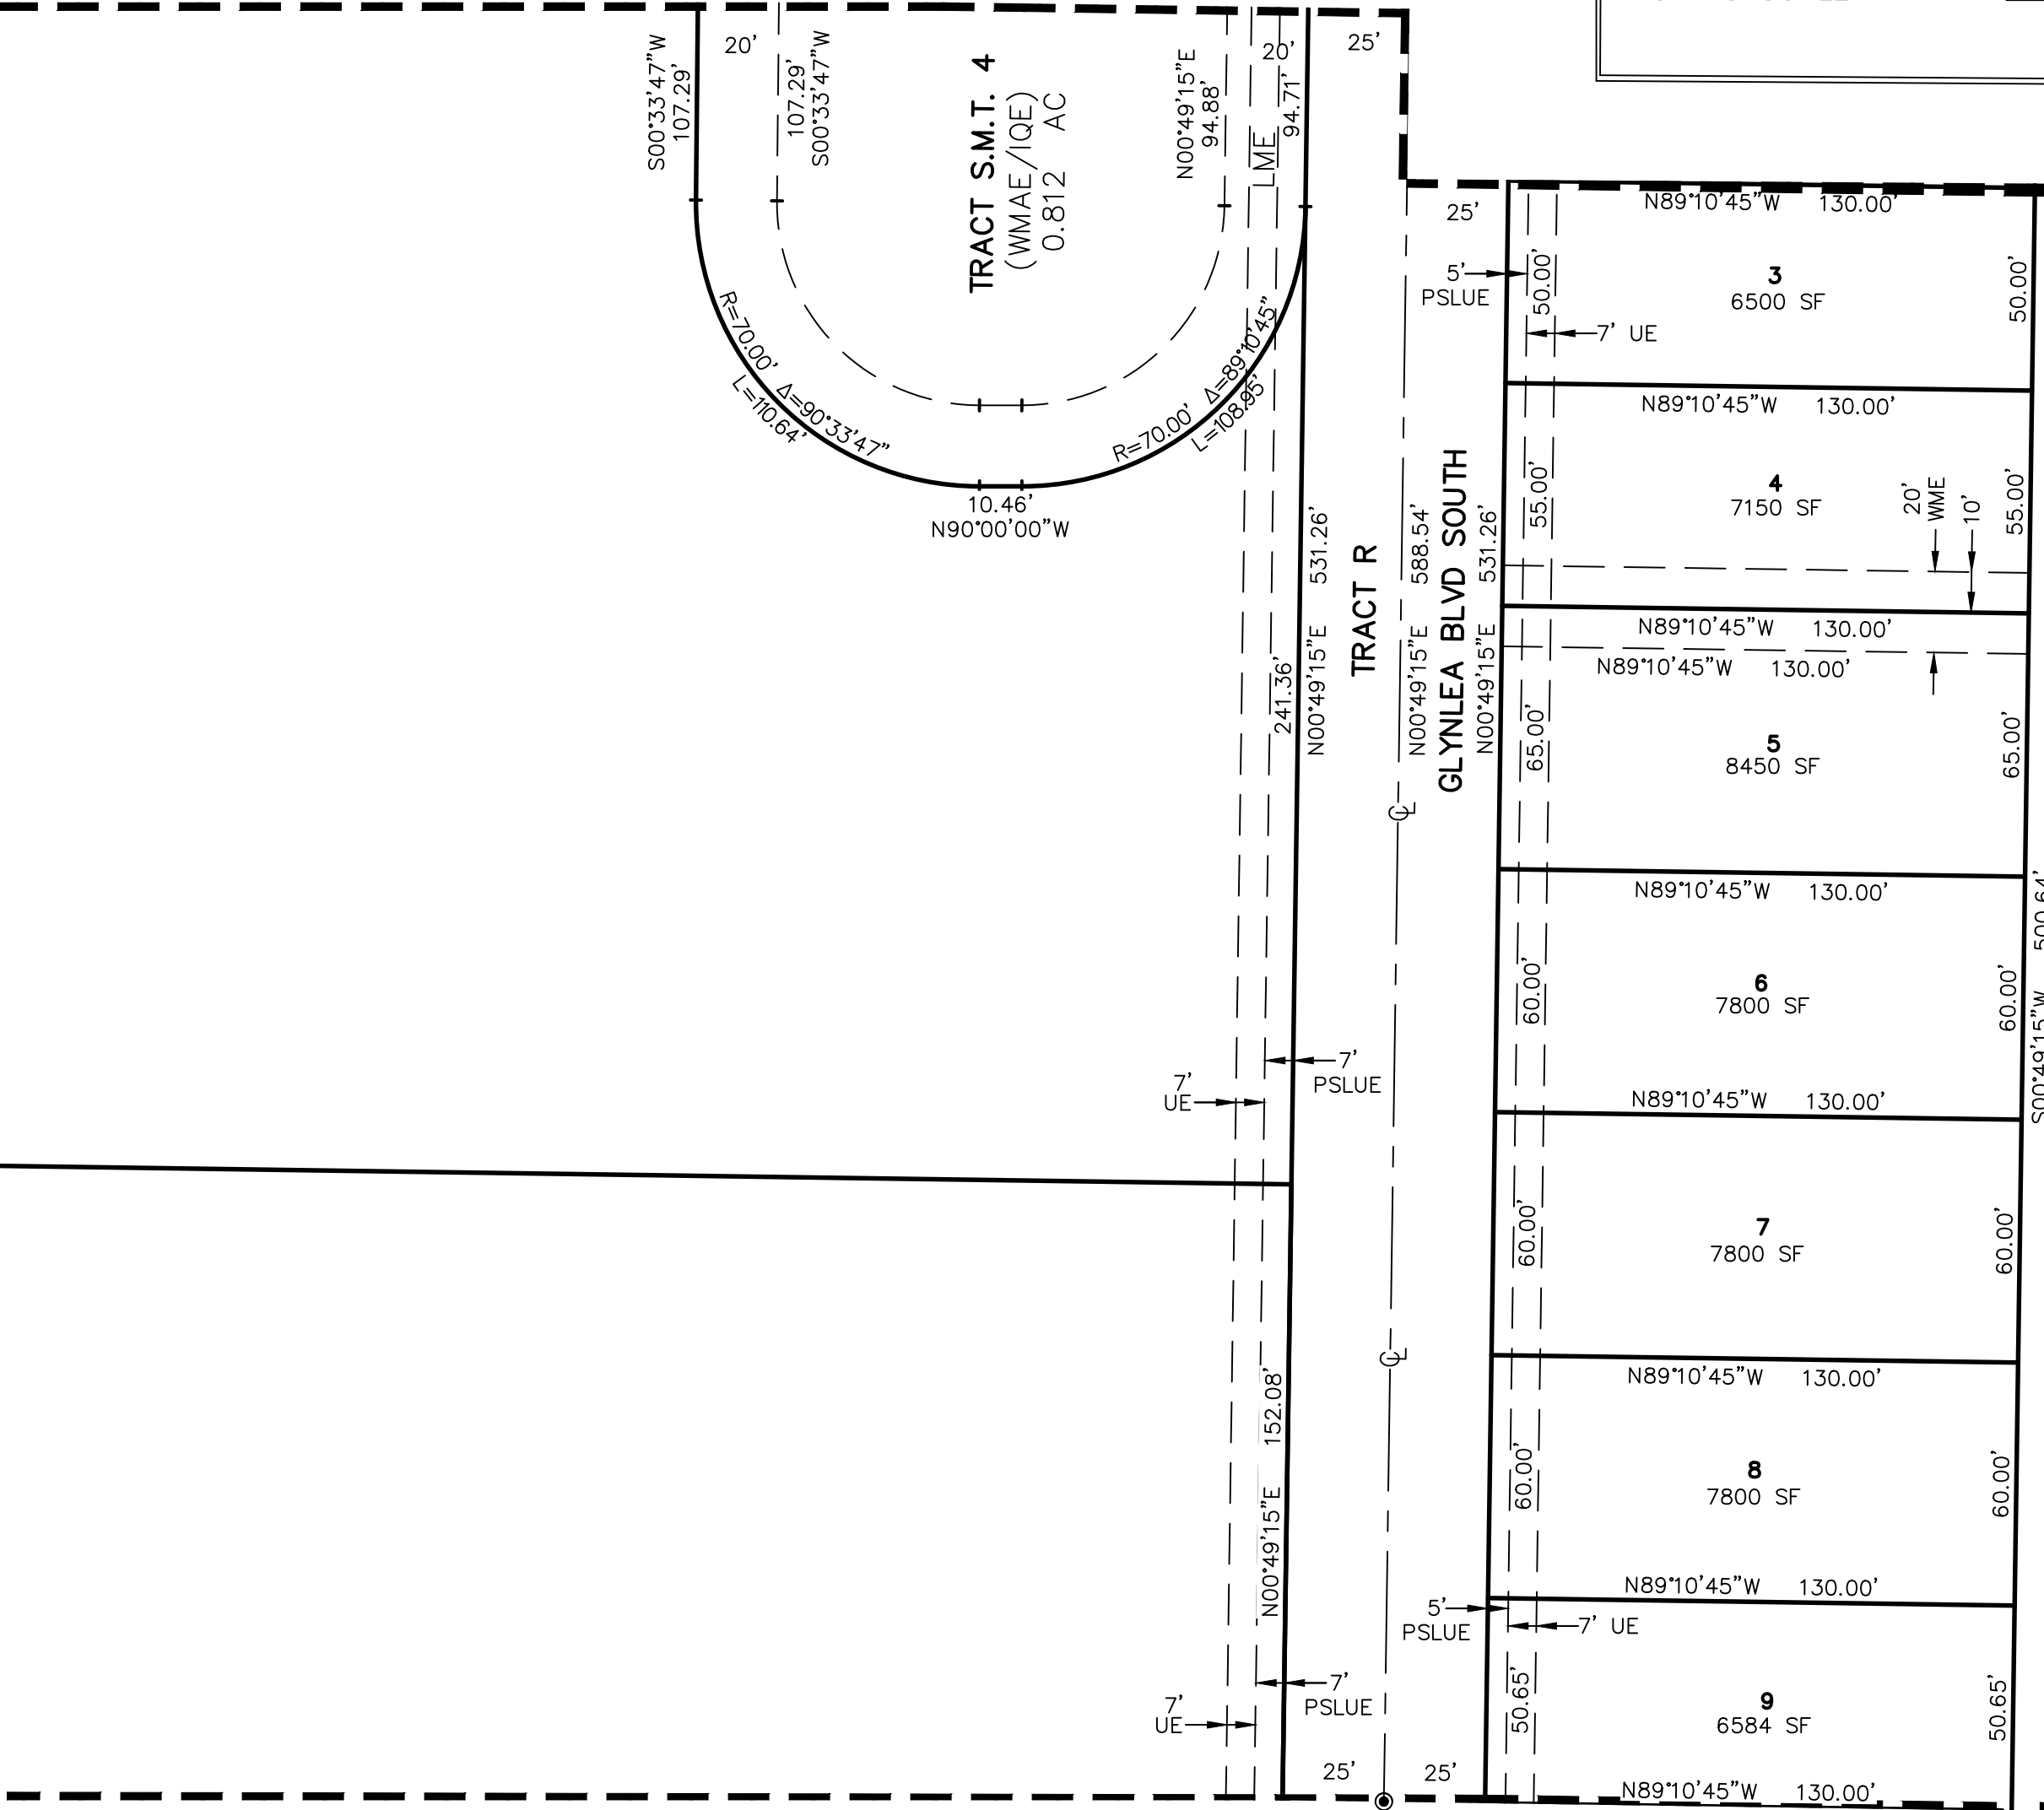 S00°33'47"W
107.29'
20'
107.29'
S00°33'47"W
TRACT S.M.T. 4
(WMAE/IQE)
0.812 AC
N00°49'15"E
94.88'
LME
20'
94.71'
25'
R=70.00' Δ=90°33'47"
L=110.64'
R=70.00' Δ=89°10'45"
L=108.95'
10.46'
N90°00'00"W
25'
N89°10'45"W 130.00'
5'
PSLUE
50.00'
7' UE
3
6500 SF
50.00'
N89°10'45"W 130.00'
55.00'
4
7150 SF
20'
WME
10'
55.00'
N00°49'15"E 531.26'
241.36'
TRACT R
N00°49'15"E 588.54'
GLYNLEA BLVD SOUTH
N00°49'15"E 531.26'
N89°10'45"W 130.00'
N89°10'45"W 130.00'
65.00'
5
8450 SF
65.00'
CL
N89°10'45"W 130.00'
60.00'
6
7800 SF
60.00'
S00°49'15"W 500.64'
7'
PSLUE
7'
UE
N89°10'45"W 130.00'
60.00'
7
7800 SF
60.00'
CL
N89°10'45"W 130.00'
N00°49'15"E 152.08'
60.00'
8
7800 SF
60.00'
N89°10'45"W 130.00'
5'
PSLUE
7' UE
7'
PSLUE
7'
UE
50.65'
9
6584 SF
50.65'
25'
25'
N89°10'45"W 130.00'